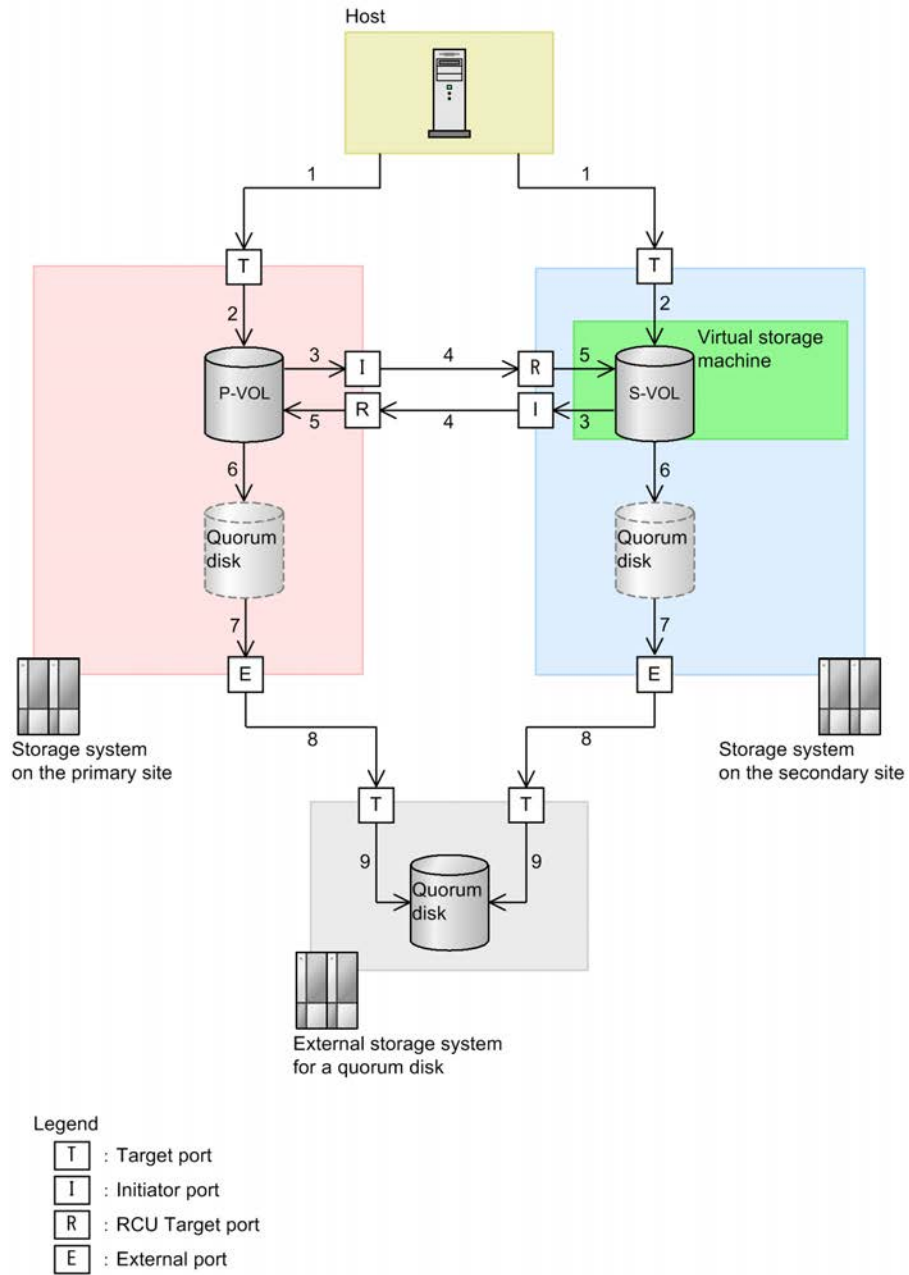 Host
1
1
T
T
2
2
Virtual storage
machine
3
I
4
R
5
P-VOL
S-VOL
5
R
4
I
3
6
6
Quorum
disk
Quorum
disk
7
7
E
E
Storage system
on the primary site
8
8
Storage system
on the secondary site
T
T
9
9
Quorum
disk
External storage system
for a quorum disk
Legend
T : Target port
I : Initiator port
R : RCU Target port
E : External port